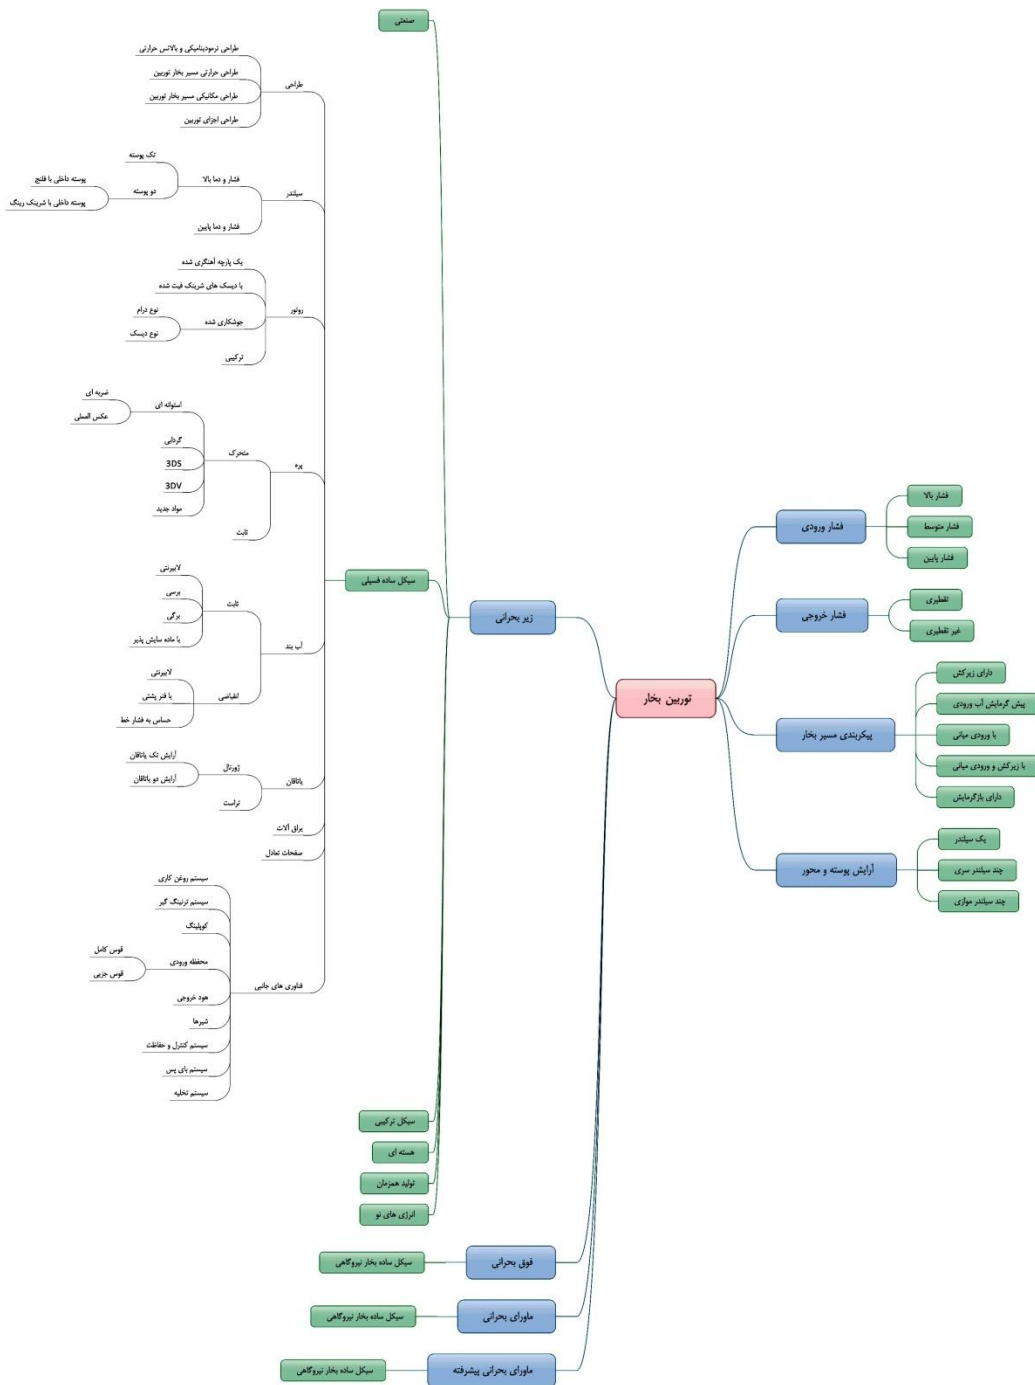 توربین بخار
فشار ورودی
فشار بالا
فشار متوسط
فشار پایین
فشار خروجی
تقطیری
غیر تقطیری
پیکربندی مسیر بخار
دارای زیرکش
پیش گرمایش آب ورودی
با ورودی میانی
با زیرکش و ورودی میانی
دارای بازگرمایش
آرایش پوسته و محور
یک سیلندر
چند سیلندر سری
چند سیلندر موازی
زیر بحرانی
صنعتی
سیکل ساده فسیلی
طراحی
طراحی ترمودینامیکی و بالانس حرارتی
طراحی حرارتی مسیر بخار توربین
طراحی مکانیکی مسیر بخار توربین
طراحی اجزای توربین
سیلندر
فشار و دما بالا
تک پوسته
دو پوسته
پوسته داخلی با فلنج
پوسته داخلی با شرینک رینگ
فشار و دما پایین
روتور
یک پارچه آهنگری شده
با دیسک های شرینک فیت شده
جوشکاری شده
نوع درام
نوع دیسک
ترکیبی
پره
متحرک
استوانه ای
ضربه ای
عکس العملی
گردابی
3DS
3DV
مواد جدید
ثابت
آب بند
ثابت
لابیرنتی
برسی
برگی
با ماده سایش پذیر
انقباضی
لابیرنتی
با فنر پشتی
حساس به فشار خط
یاتاقان
ژورنال
آرایش تک یاتاقان
آرایش دو یاتاقان
تراست
یراق آلات
صفحات تعادل
فناوری های جانبی
سیستم روغن کاری
سیستم ترنینگ گیر
کوپلینگ
محفظه ورودی
قوس کامل
قوس جزیی
هود خروجی
شیرها
سیستم کنترل و حفاظت
سیستم بای پس
سیستم تخلیه
سیکل ترکیبی
هسته ای
تولید همزمان
انرژی های نو
فوق بحرانی
سیکل ساده بخار نیروگاهی
ماورای بحرانی
سیکل ساده بخار نیروگاهی
ماورای بحرانی پیشرفته
سیکل ساده بخار نیروگاهی